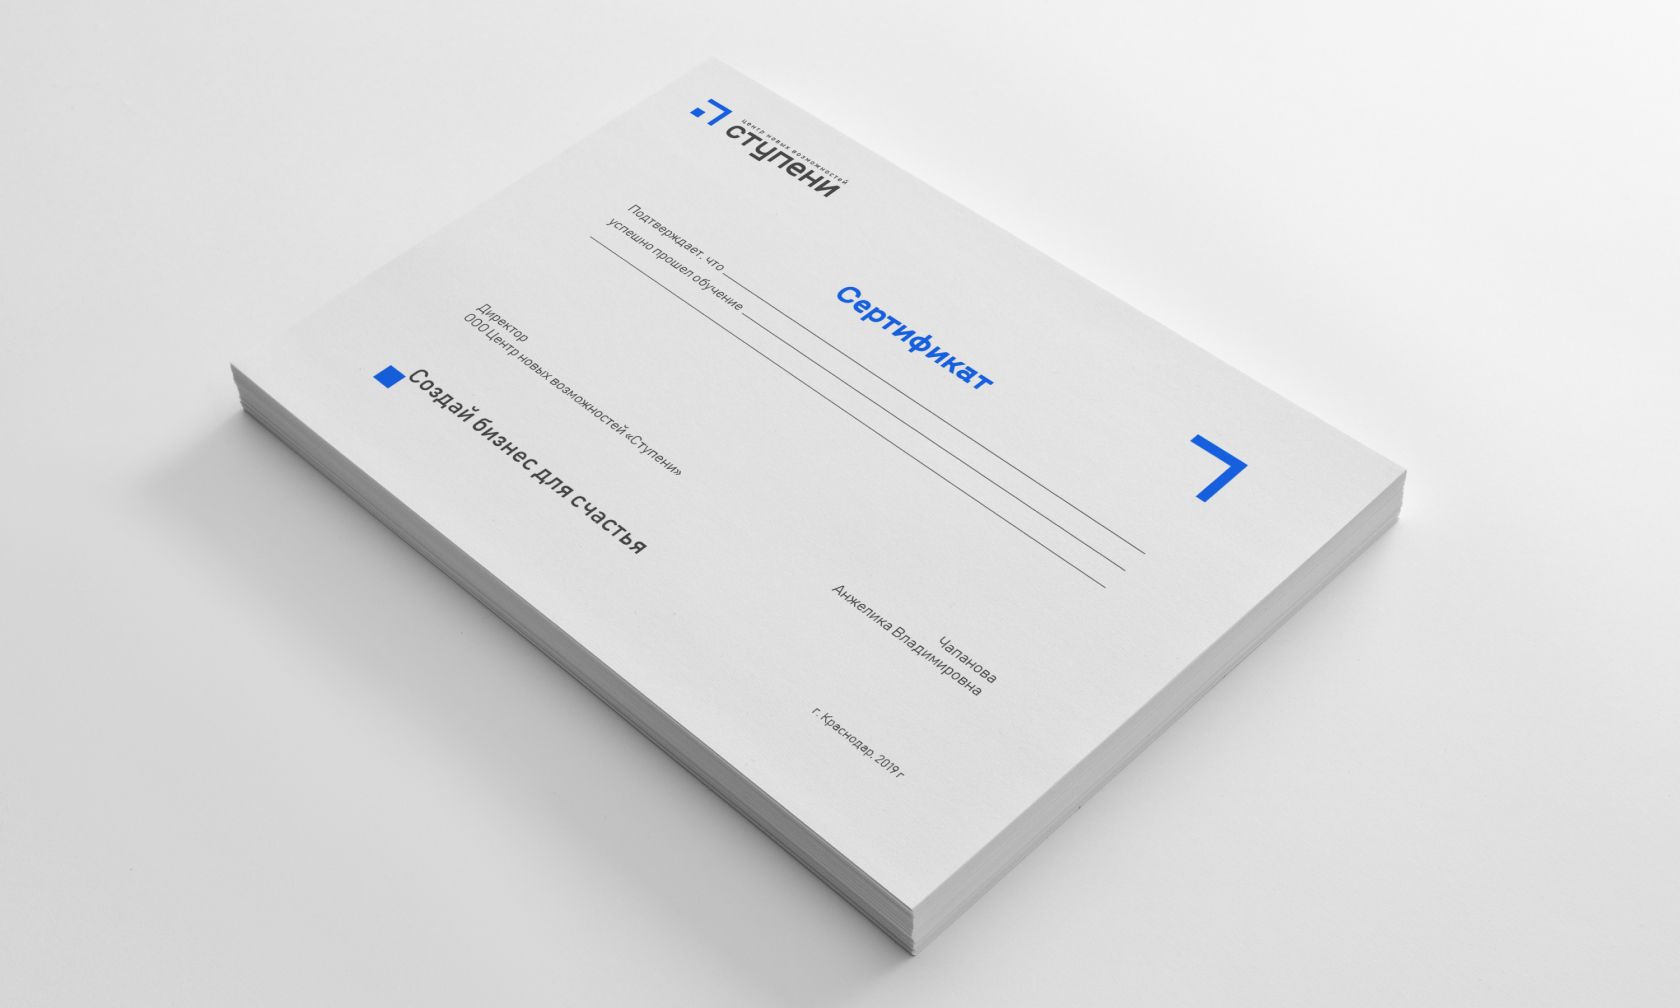 центр новых возможностей
ступени
Сертификат
Подтверждает, что
успешно прошел обучение
Директор
ООО Центр новых возможностей «Ступени»
Чапанова
Анжелика Владимировна
Создай бизнес для счастья
г. Краснодар, 2019 г